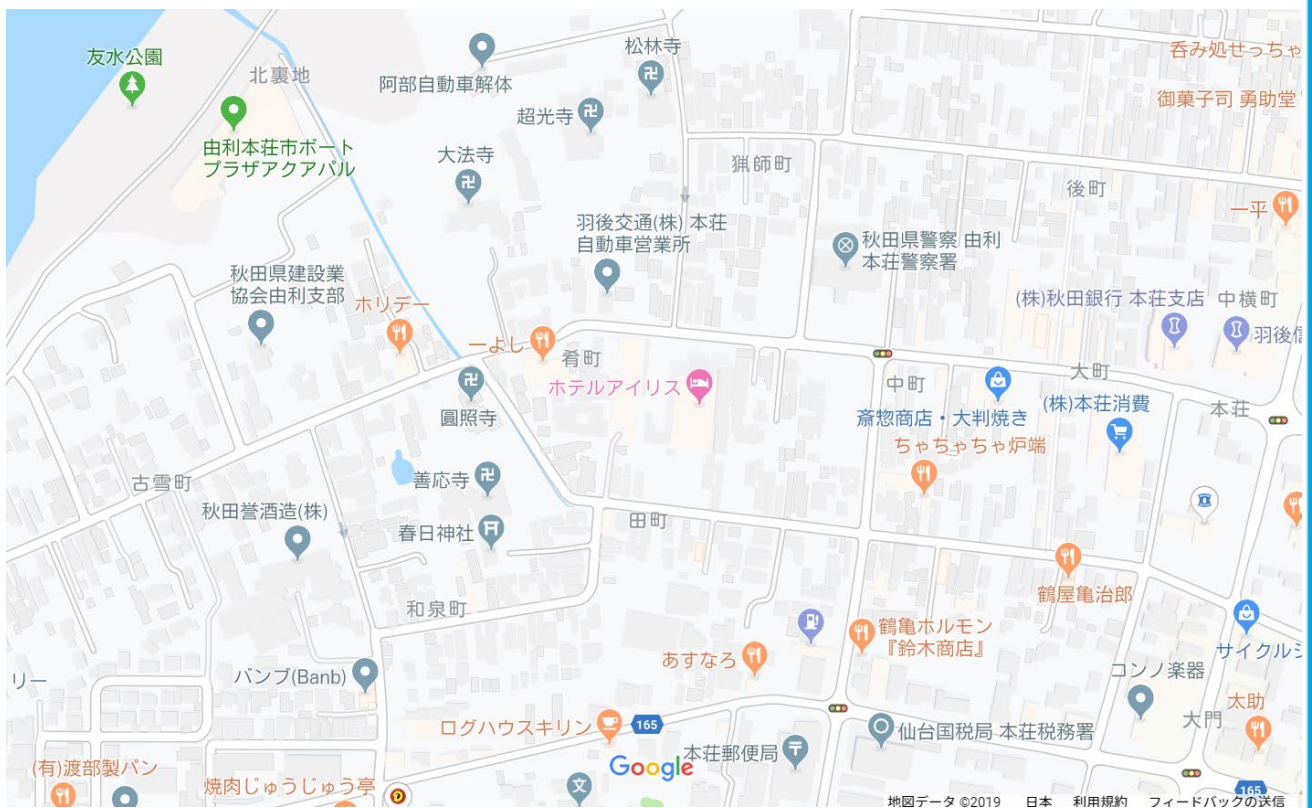 友水公園
北裏地
由利本荘市ボート
プラザアクアパル
阿部自動車解体
松林寺
超光寺
大法寺
呑み処せっちゃ
御菓子司 勇助堂
猟師町
後町
一平
羽後交通(株) 本荘
自動車営業所
秋田県警察 由利
本荘警察署
秋田県建設業
協会由利支部
ホリデー
一よし
肴町
ホテルアイリス
(株)秋田銀行 本荘支店
中横町
羽後信
圓照寺
中町
大町
斎惣商店・大判焼き
(株)本荘消費
本荘
ちゃちゃちゃ炉端
古雪町
善応寺
秋田誉酒造(株)
春日神社
田町
和泉町
鶴屋亀治郎
鶴亀ホルモン
『鈴木商店』
サイクルシ
あすなろ
リー
バンブ(Banb)
コンノ楽器
大門
太助
ログハウスキリン
165
仙台国税局 本荘税務署
本荘郵便局
Google
(有)渡部製パン
焼肉じゅうじゅう亭
文
165
地図データ ©2019 日本 利用規約 フィードバックの送信